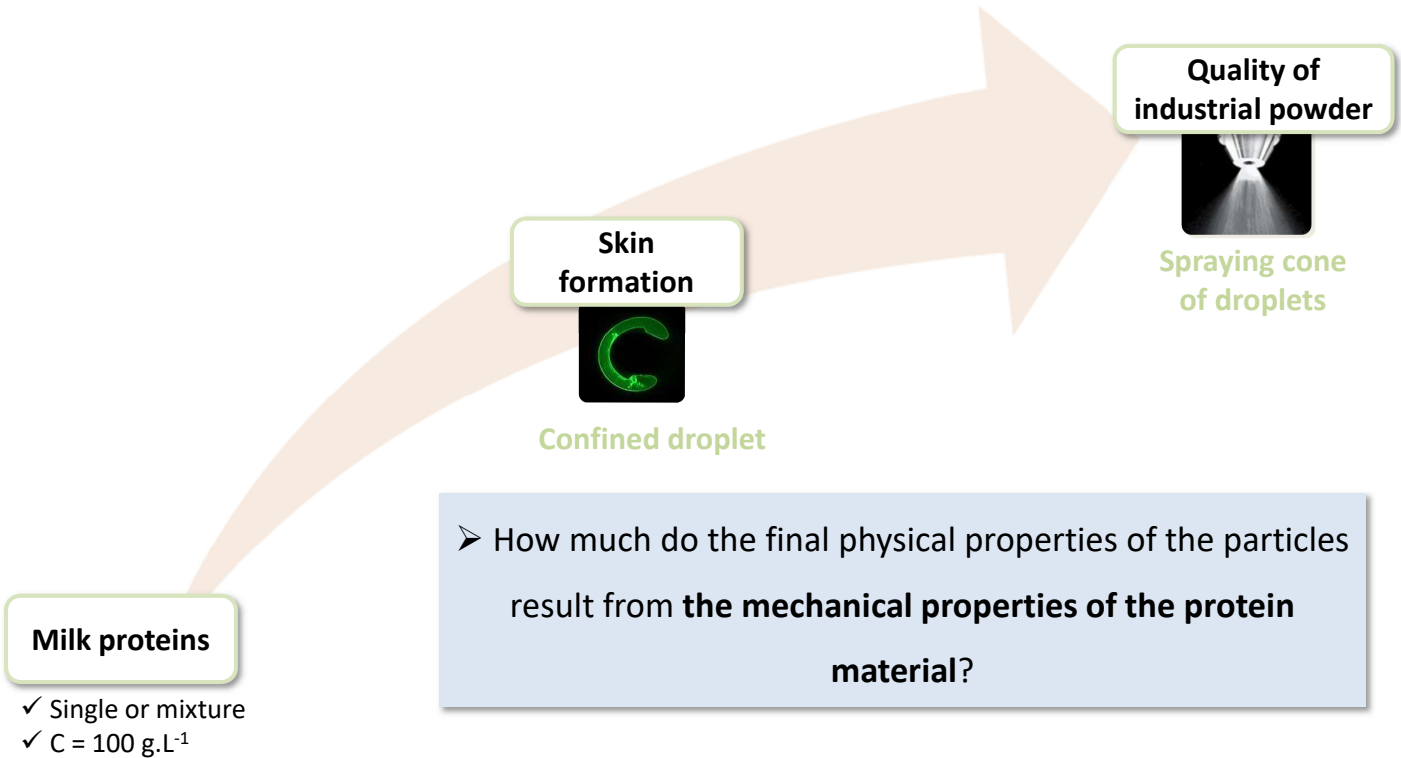 Quality of
industrial powder
Spraying cone
of droplets
Skin
formation
Confined droplet
➢ How much do the final physical properties of the particles
result from the mechanical properties of the protein
material?
Milk proteins
✓ Single or mixture
✓ C = 100 g.L⁻¹